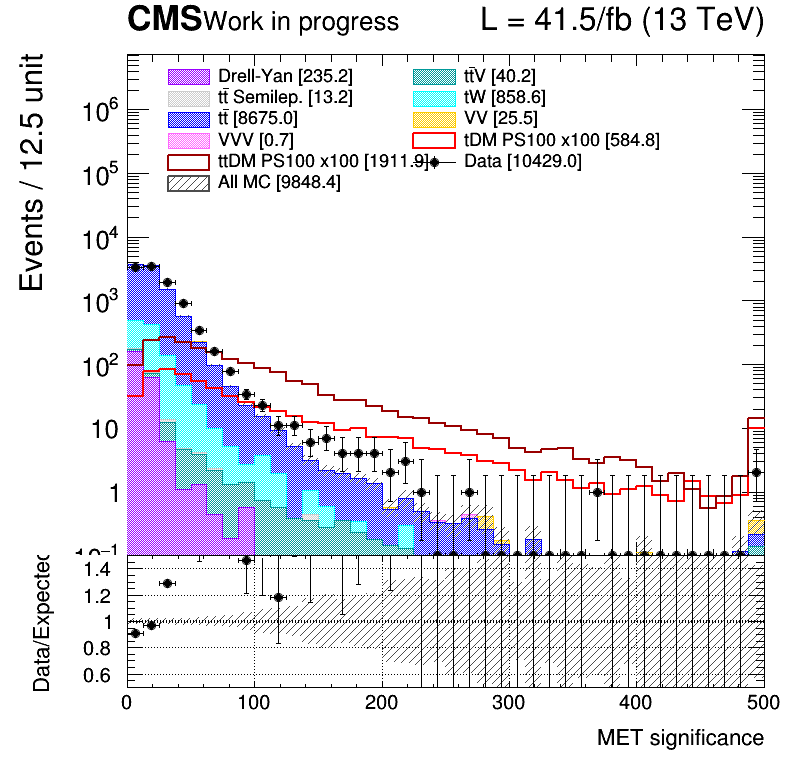 CMS Work in progress L = 41.5/fb (13 TeV)
Drell-Yan [235.2] tt̄V [40.2]
tt̄ Semilep. [13.2] tW [858.6]
tt̄ [8675.0] VV [25.5]
VVV [0.7] tDM PS100 x100 [584.8]
ttDM PS100 x100 [1911.9] Data [10429.0]
All MC [9848.4]
Events / 12.5 unit
10⁶
10⁵
10⁴
10³
10²
10
1
10⁻¹
Data/Expected
1.4
1.2
1
0.8
0.6
0 100 200 300 400 500
MET significance